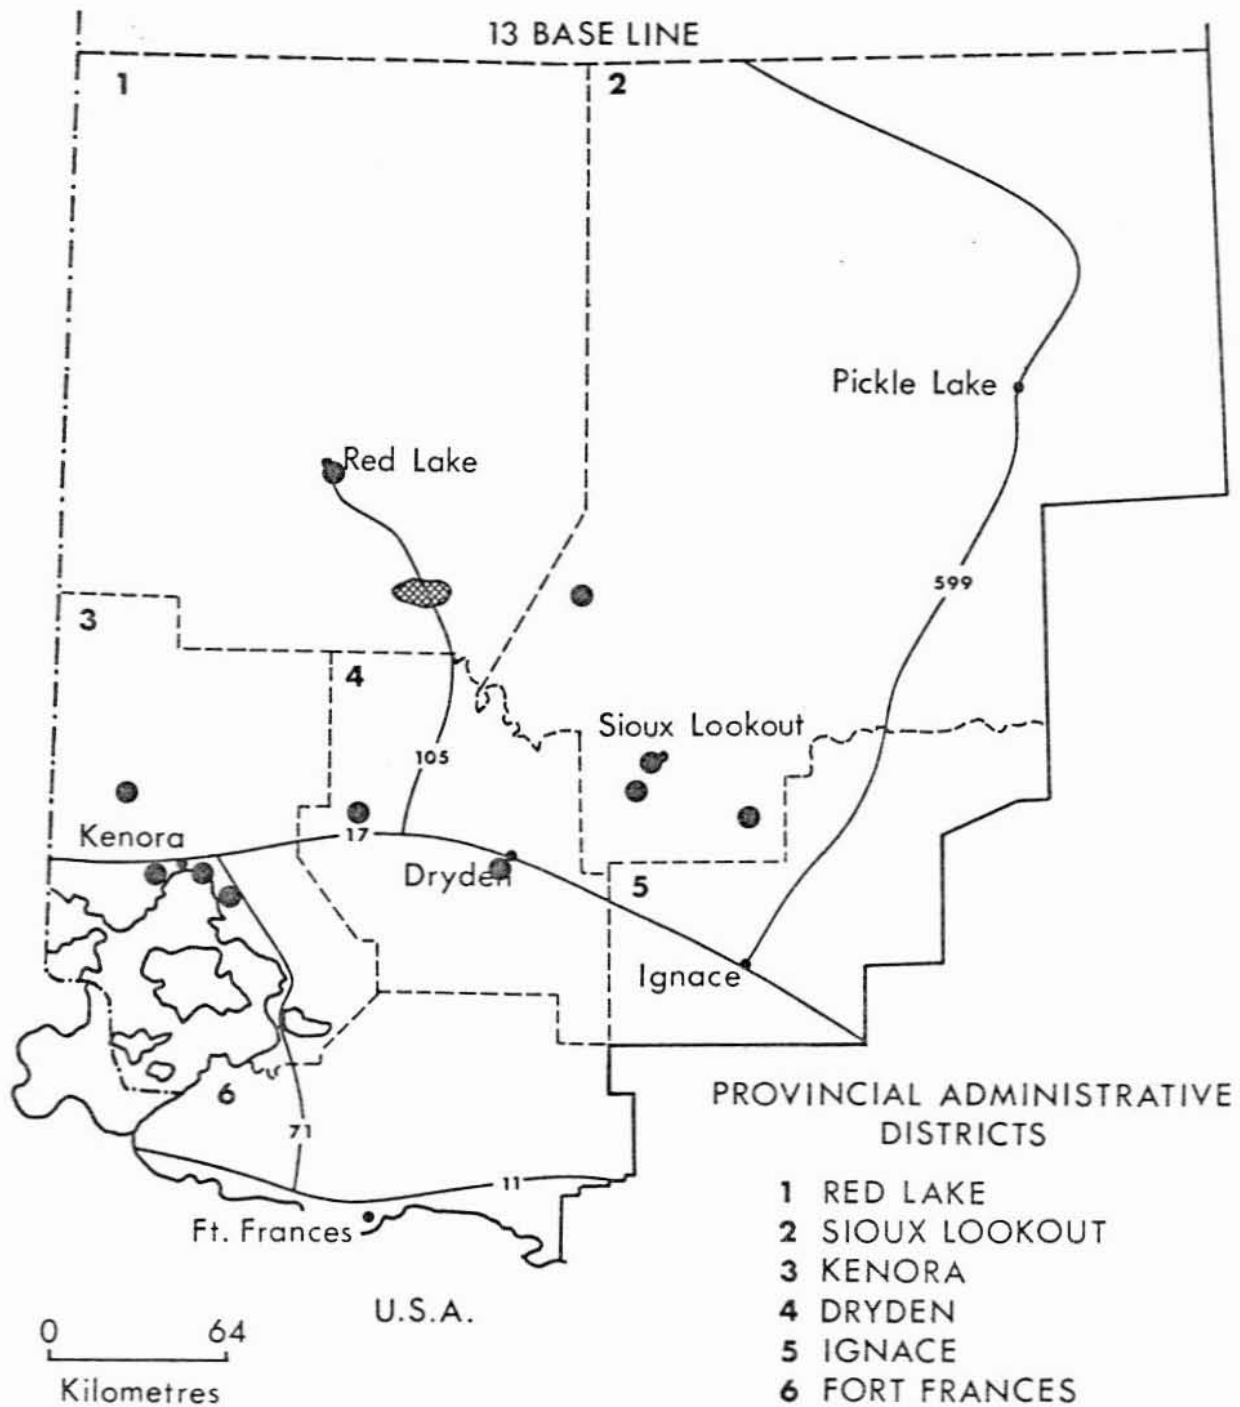 13 BASE LINE
1
2
Pickle Lake
Red Lake
599
3
4
Sioux Lookout
105
Kenora
17
Dryden
5
Ignace
6
71
11
Ft. Frances
U.S.A.
0 64
Kilometres
PROVINCIAL ADMINISTRATIVE
DISTRICTS
1 RED LAKE
2 SIOUX LOOKOUT
3 KENORA
4 DRYDEN
5 IGNACE
6 FORT FRANCES